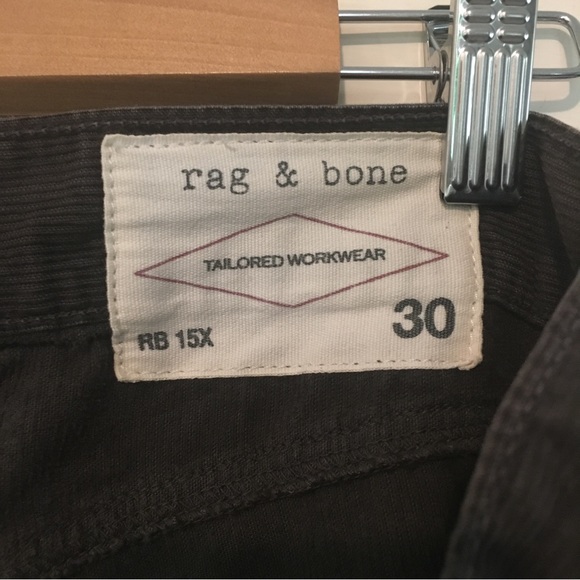 rag & bone
TAILORED WORKWEAR
RB 15X
30